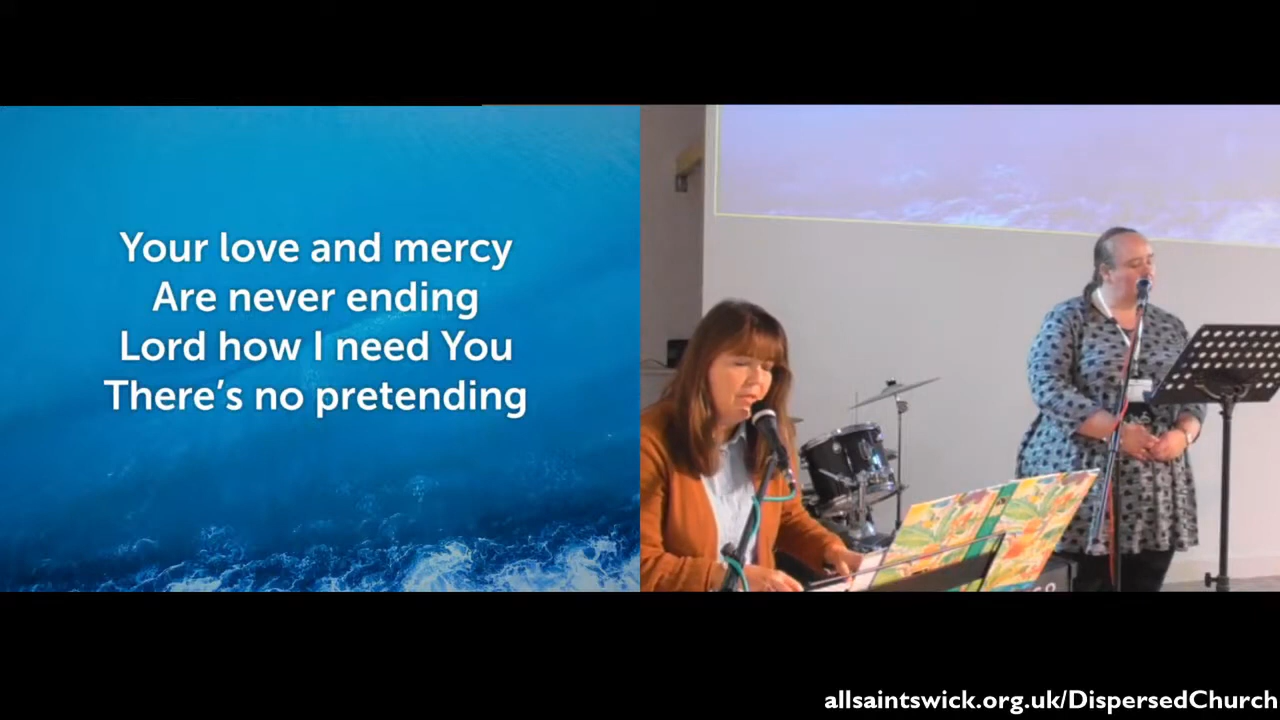 Your love and mercy
Are never ending
Lord how I need You
There's no pretending
allsaintswick.org.uk/DispersedChurch